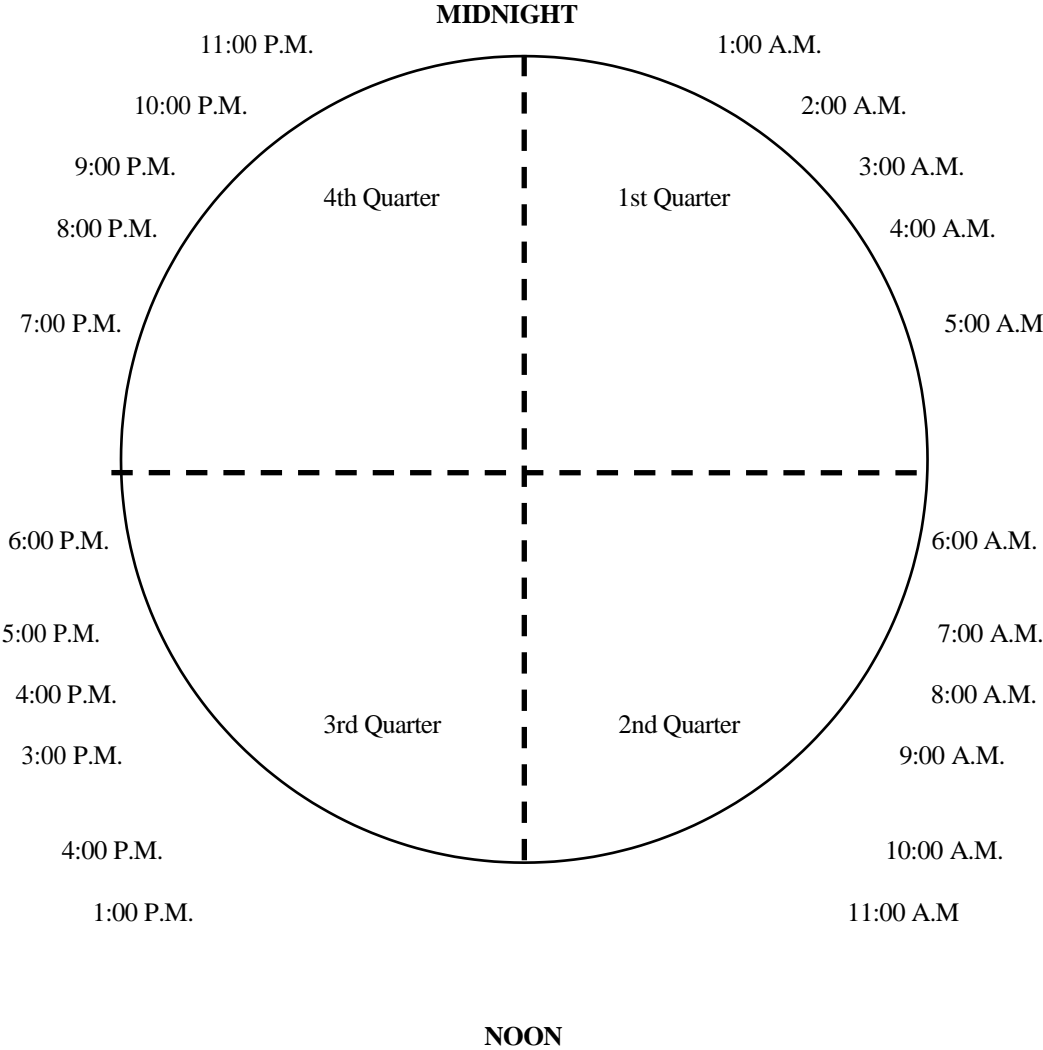 MIDNIGHT
11:00 P.M.
1:00 A.M.
10:00 P.M.
2:00 A.M.
9:00 P.M.
3:00 A.M.
4th Quarter
1st Quarter
8:00 P.M.
4:00 A.M.
7:00 P.M.
5:00 A.M
6:00 P.M.
6:00 A.M.
5:00 P.M.
7:00 A.M.
4:00 P.M.
8:00 A.M.
3rd Quarter
2nd Quarter
3:00 P.M.
9:00 A.M.
4:00 P.M.
10:00 A.M.
1:00 P.M.
11:00 A.M
NOON